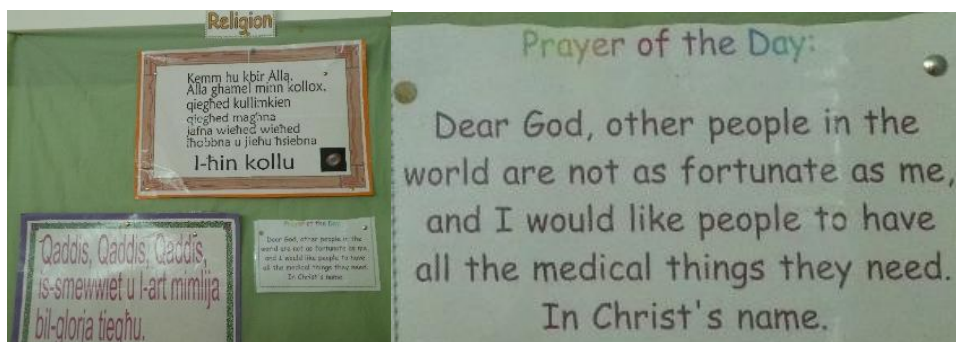 Religion
Kemm hu kbir Alla.
Alla għamel minn kollox.
qiegħed kullimkien
qiegħed magħna
jafna wieħed wieħed
iħobbna u jieħu ħsiebna
l-ħin kollu
Qaddis, Qaddis, Qaddis,
is-smewwiet u l-art mimlija
bil-glorja tiegħu.
Prayer of the Day:
Dear God, other people in the
world are not as fortunate as me,
and I would like people to have
all the medical things they need.
In Christ's name.
Prayer of the Day:
Dear God, other people in the
world are not as fortunate as me,
and I would like people to have
all the medical things they need.
In Christ's name.